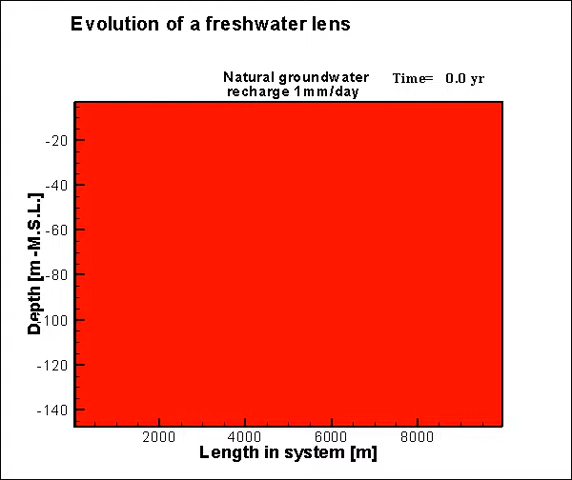 Evolution of a freshwater lens
Natural groundwater
recharge 1mm/day
Time= 0.0 yr
Depth [m -M.S.L.]
-20
-40
-60
-80
-100
-120
-140
2000 4000 6000 8000
Length in system [m]